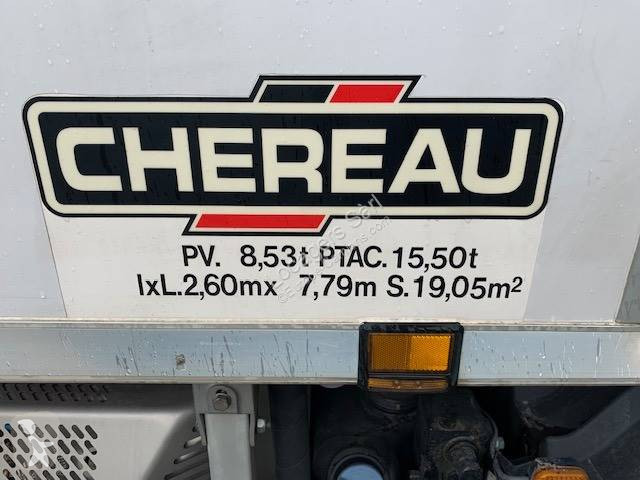 CHEREAU
PV. 8,53t PTAC.15,50t
lxL.2,60mx 7,79m S.19,05m²